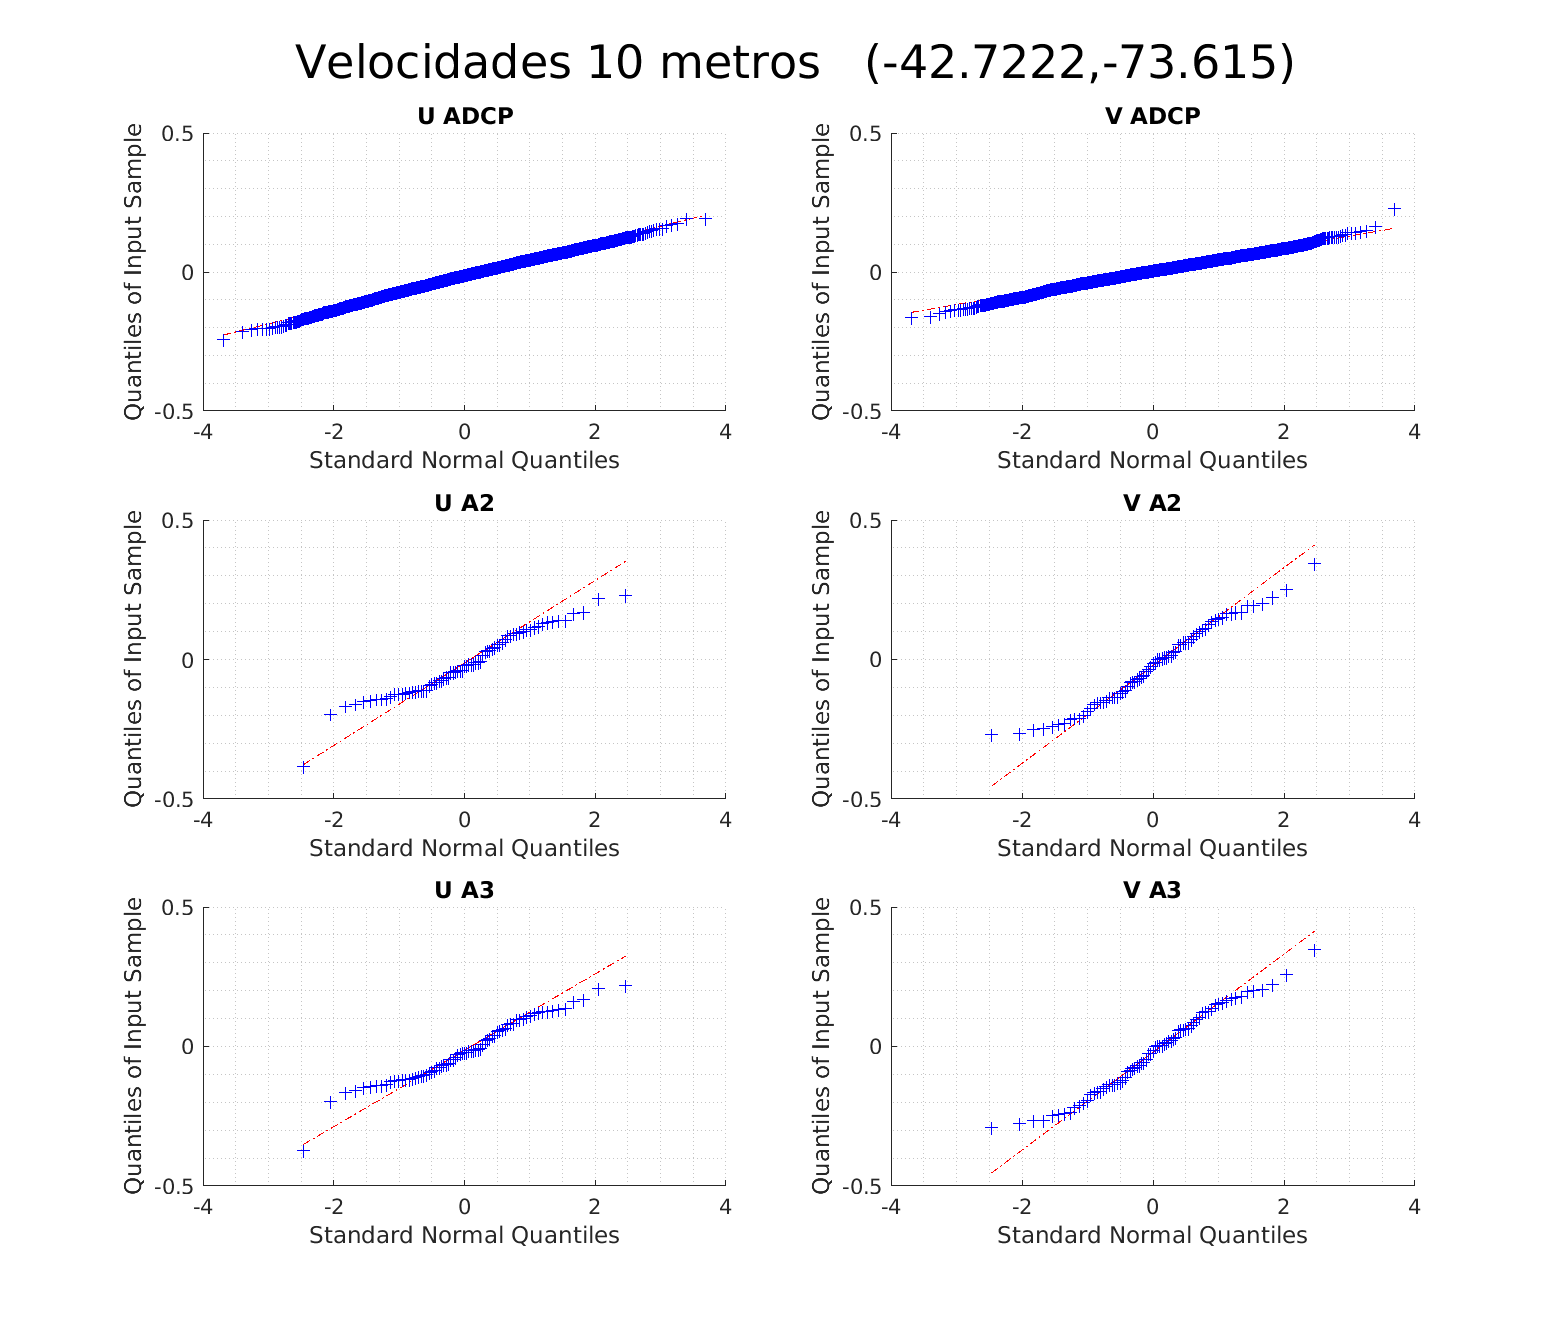 Velocidades 10 metros (-42.7222,-73.615)
U ADCP
Quantiles of Input Sample
0.5
0
-0.5
-4 -2 0 2 4
Standard Normal Quantiles
V ADCP
Quantiles of Input Sample
0.5
0
-0.5
-4 -2 0 2 4
Standard Normal Quantiles
U A2
Quantiles of Input Sample
0.5
0
-0.5
-4 -2 0 2 4
Standard Normal Quantiles
V A2
Quantiles of Input Sample
0.5
0
-0.5
-4 -2 0 2 4
Standard Normal Quantiles
U A3
Quantiles of Input Sample
0.5
0
-0.5
-4 -2 0 2 4
Standard Normal Quantiles
V A3
Quantiles of Input Sample
0.5
0
-0.5
-4 -2 0 2 4
Standard Normal Quantiles